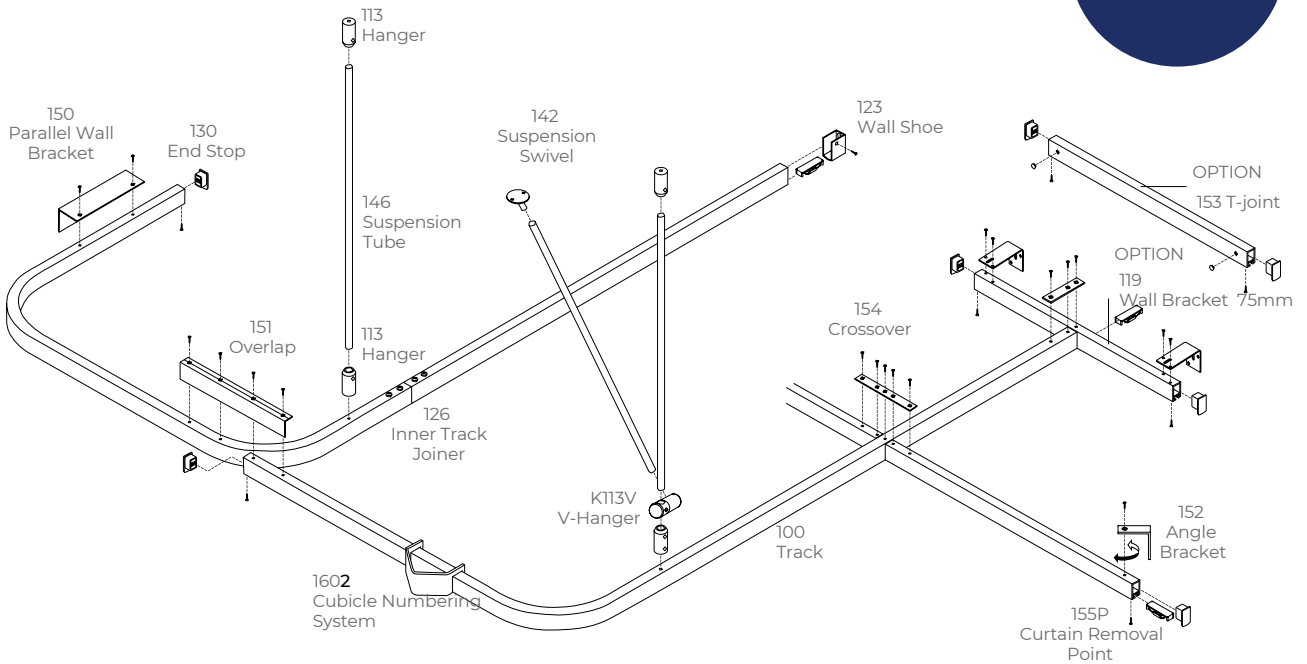 113
Hanger
150
Parallel Wall
Bracket
130
End Stop
142
Suspension
Swivel
123
Wall Shoe
146
Suspension
Tube
OPTION
153 T-joint
OPTION
119
Wall Bracket 75mm
154
Crossover
151
Overlap
113
Hanger
126
Inner Track
Joiner
K113V
V-Hanger
100
Track
152
Angle
Bracket
1602
Cubicle Numbering
System
155P
Curtain Removal
Point